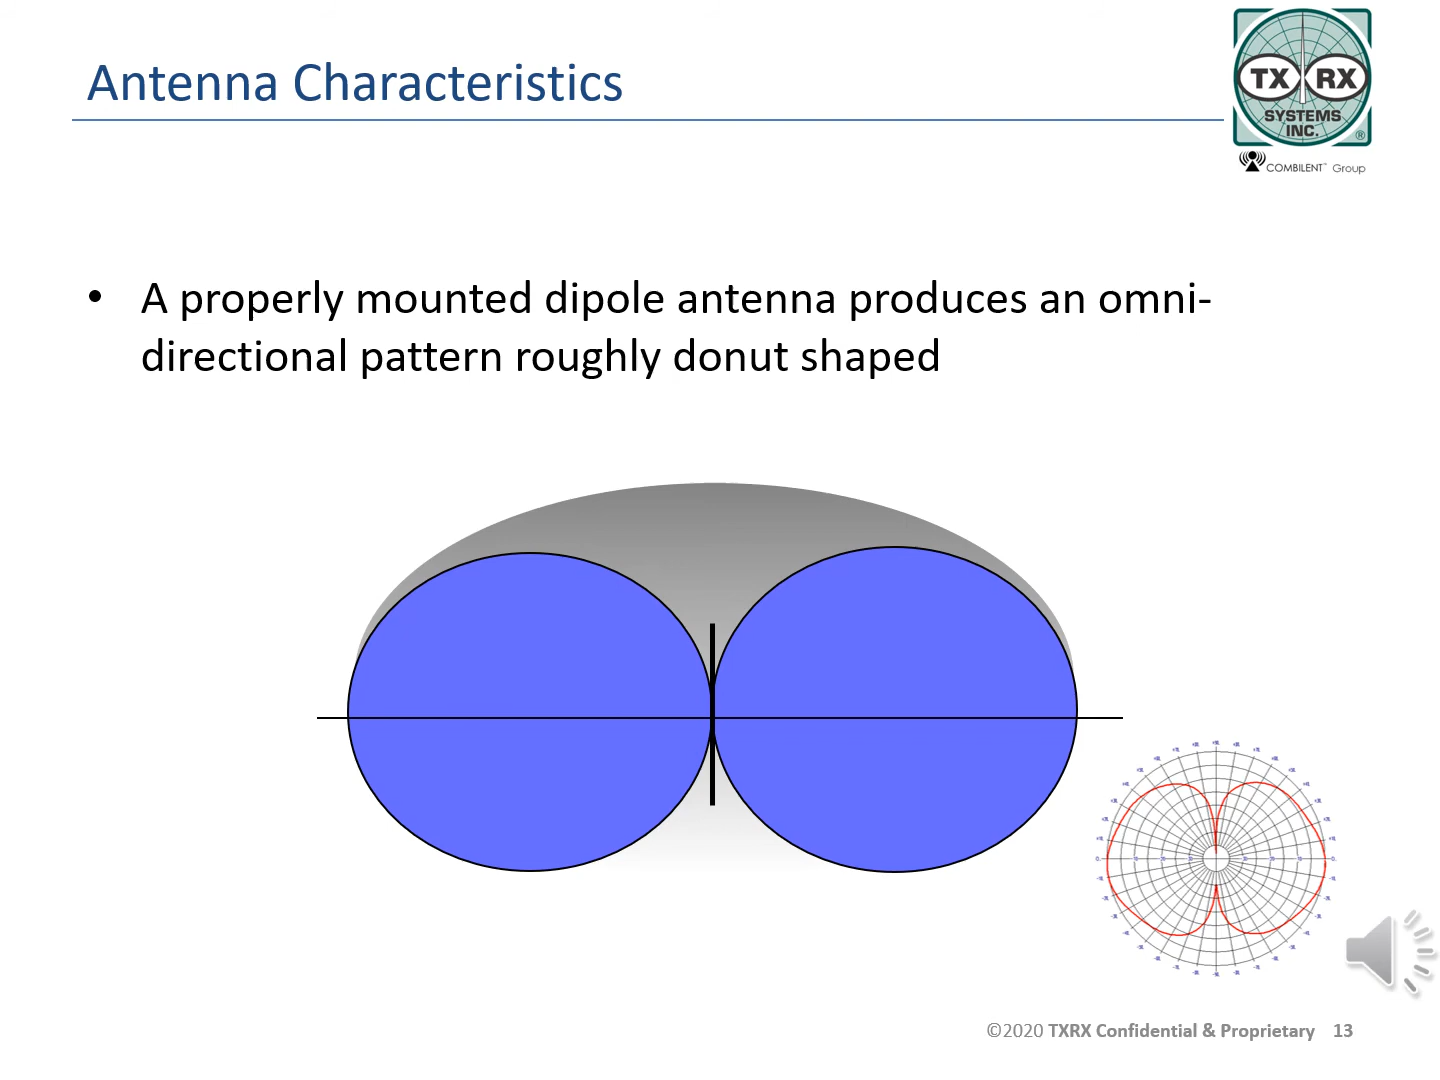 Antenna Characteristics
TX RX
SYSTEMS
INC.
®
COMBILENT™ Group
• A properly mounted dipole antenna produces an omni-
directional pattern roughly donut shaped
©2020 TXRX Confidential & Proprietary 13